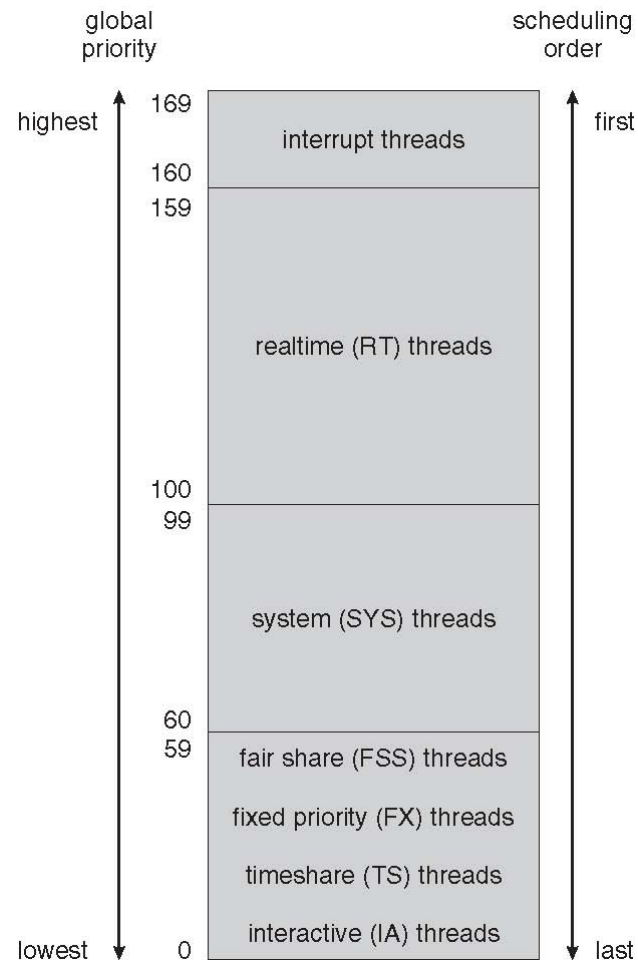 global
priority
scheduling
order
highest
169
first
interrupt threads
160
159
realtime (RT) threads
100
99
system (SYS) threads
60
59
fair share (FSS) threads
fixed priority (FX) threads
timeshare (TS) threads
interactive (IA) threads
lowest
0
last